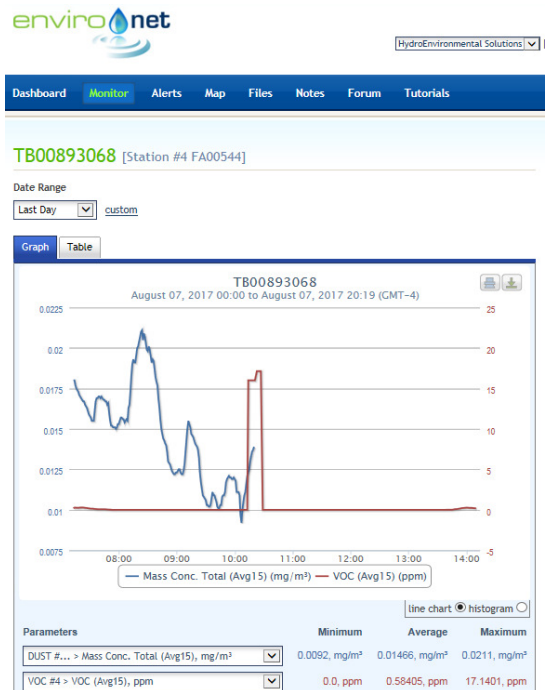 environet
HydroEnvironmental Solutions
Dashboard Monitor Alerts Map Files Notes Forum Tutorials
TB00893068 [Station #4 FA00544]
Date Range
Last Day custom
Graph Table
TB00893068
August 07, 2017 00:00 to August 07, 2017 20:19 (GMT-4)
0.0225 25
0.02 20
0.0175 15
0.015 10
0.0125 5
0.01 0
0.0075 -5
08:00 09:00 10:00 11:00 12:00 13:00 14:00
Mass Conc. Total (Avg15) (mg/m³) VOC (Avg15) (ppm)
line chart histogram
Parameters Minimum Average Maximum
DUST #... > Mass Conc. Total (Avg15), mg/m³ 0.0092, mg/m³ 0.01466, mg/m³ 0.0211, mg/m³
VOC #4 > VOC (Avg15), ppm 0.0, ppm 0.58405, ppm 17.1401, ppm